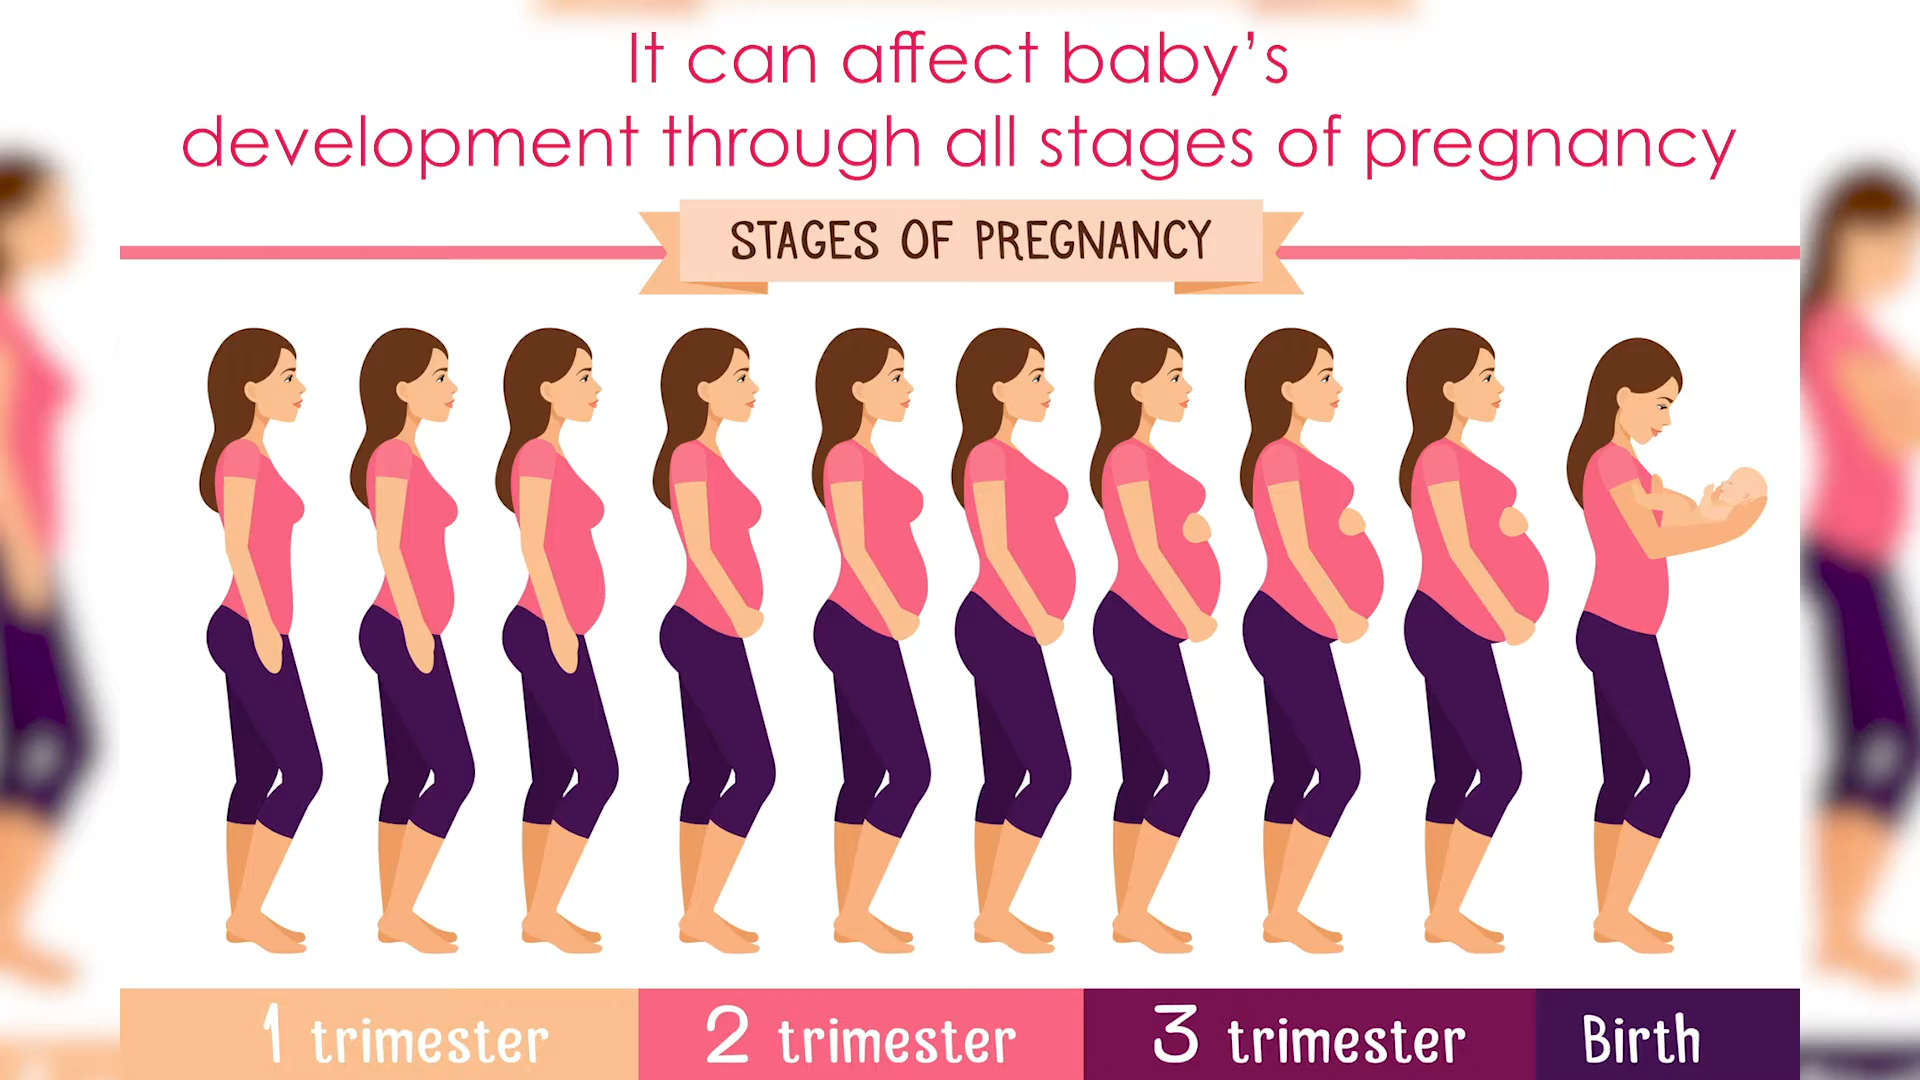 It can affect baby’s
development through all stages of pregnancy
STAGES OF PREGNANCY
1 trimester
2 trimester
3 trimester
Birth